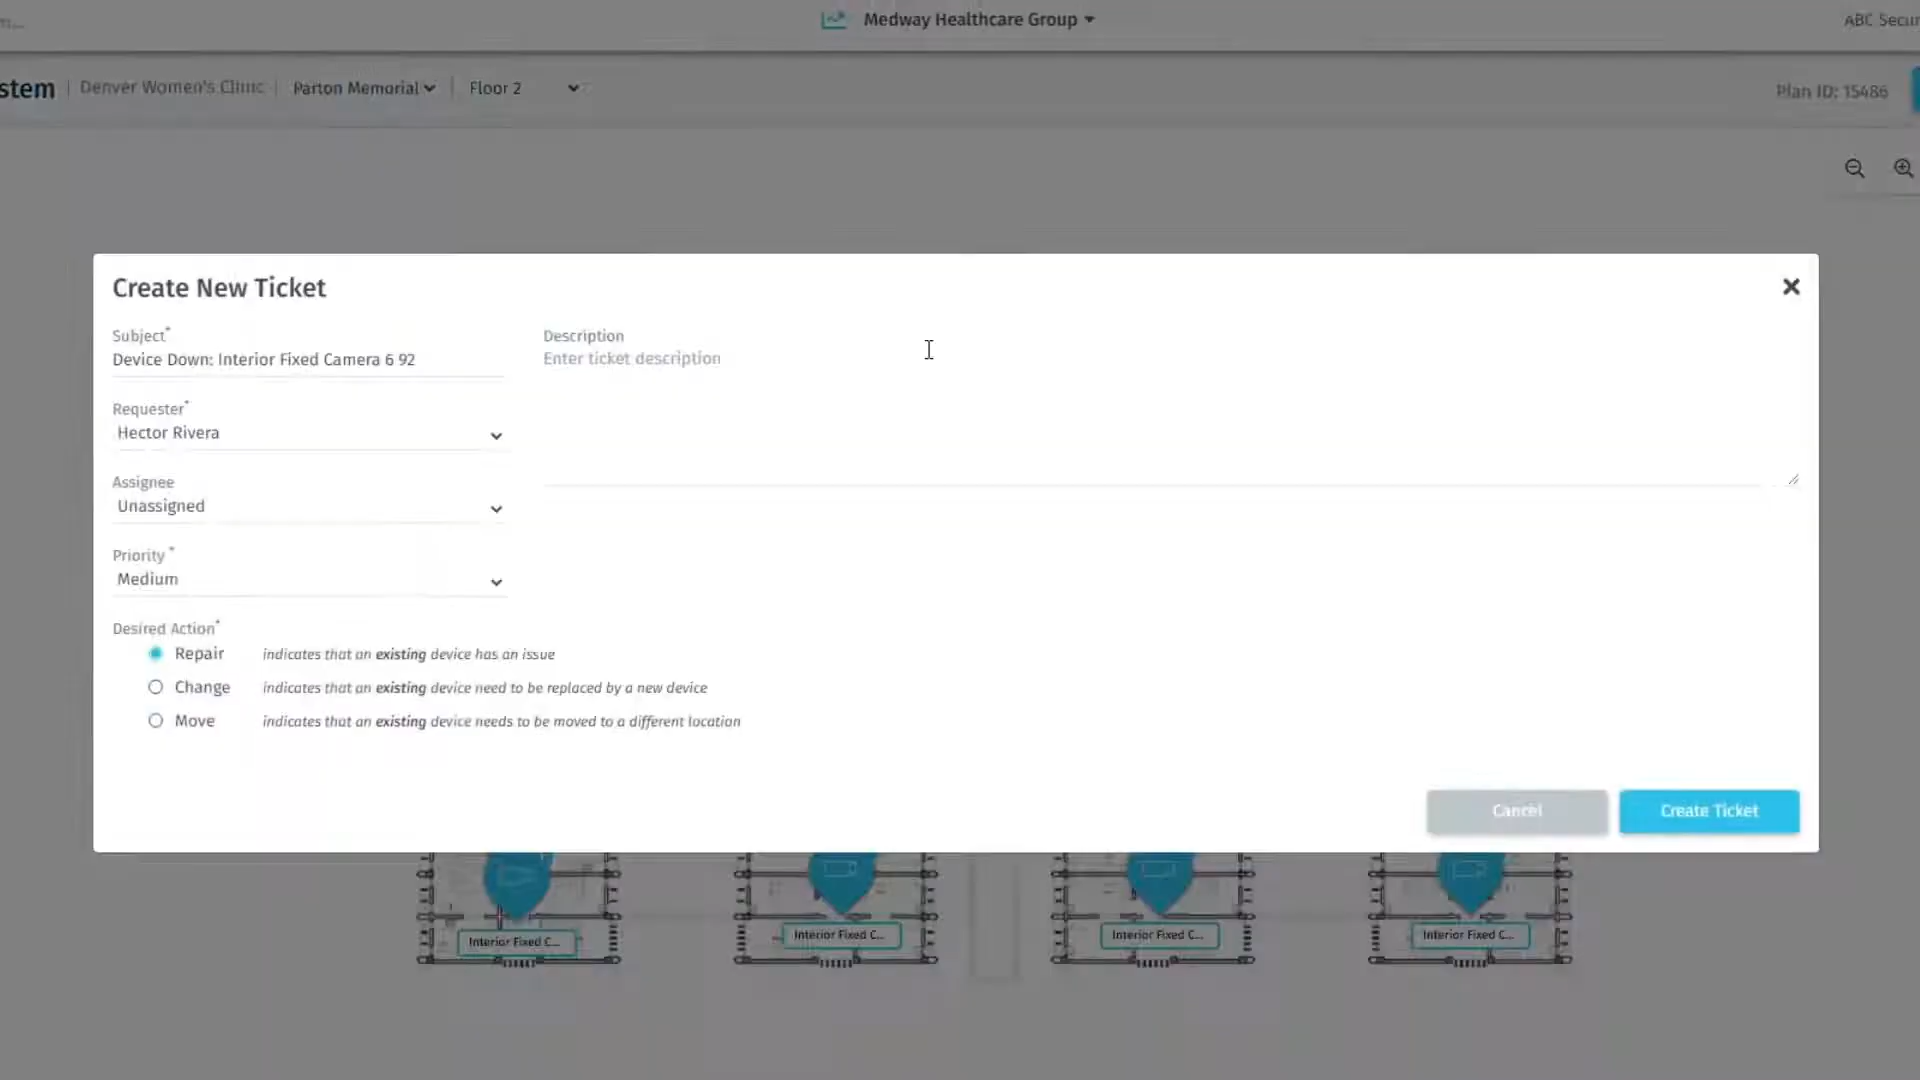 Medway Healthcare Group
ABC Secur
stem | Denver Women's Clinic | Parton Memorial | Floor 2
Plan ID: 15486
Create New Ticket
Subject*
Device Down: Interior Fixed Camera 6 92
Description
Enter ticket description
Requester*
Hector Rivera
Assignee
Unassigned
Priority *
Medium
Desired Action*
Repair indicates that an existing device has an issue
Change indicates that an existing device need to be replaced by a new device
Move indicates that an existing device needs to be moved to a different location
Cancel
Create Ticket
Interior Fixed C...
Interior Fixed C...
Interior Fixed C...
Interior Fixed C...